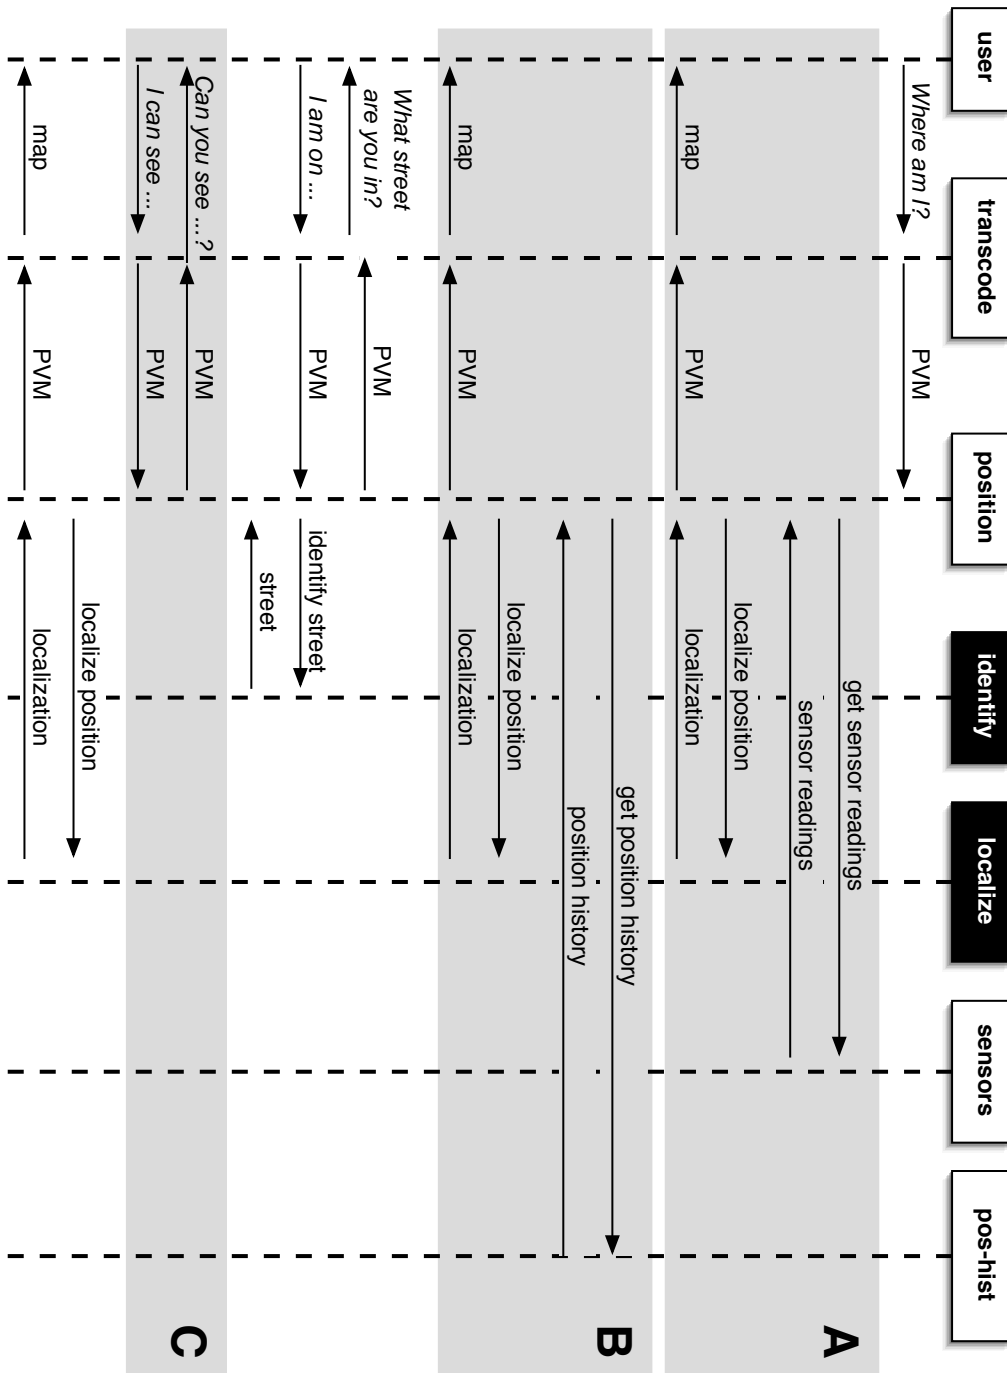 user
transcode
position
identify
localize
sensors
pos-hist
Where am I?
PVM
A
get sensor readings
sensor readings
localize position
map
PVM
localization
B
get position history
position history
localize position
map
PVM
localization
What street
are you in?
PVM
I am on ...
PVM
identify street
street
C
Can you see ...?
PVM
I can see ...
PVM
localize position
map
PVM
localization